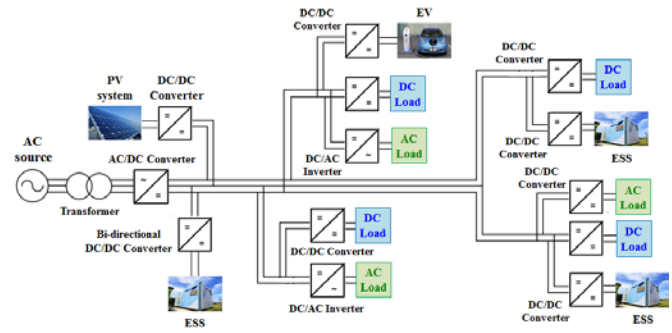 DC/DC
Converter
EV
PV
system
DC/DC
Converter
DC
Load
DC/DC
Converter
DC
Load
AC
source
AC/DC Converter
AC
Load
DC/AC
Inverter
DC/DC
Converter
ESS
Transformer
DC/DC
Converter
AC
Load
Bi-directional
DC/DC Converter
DC
Load
DC/DC Converter
DC
Load
AC
Load
DC/AC Inverter
DC/DC
Converter
ESS
ESS